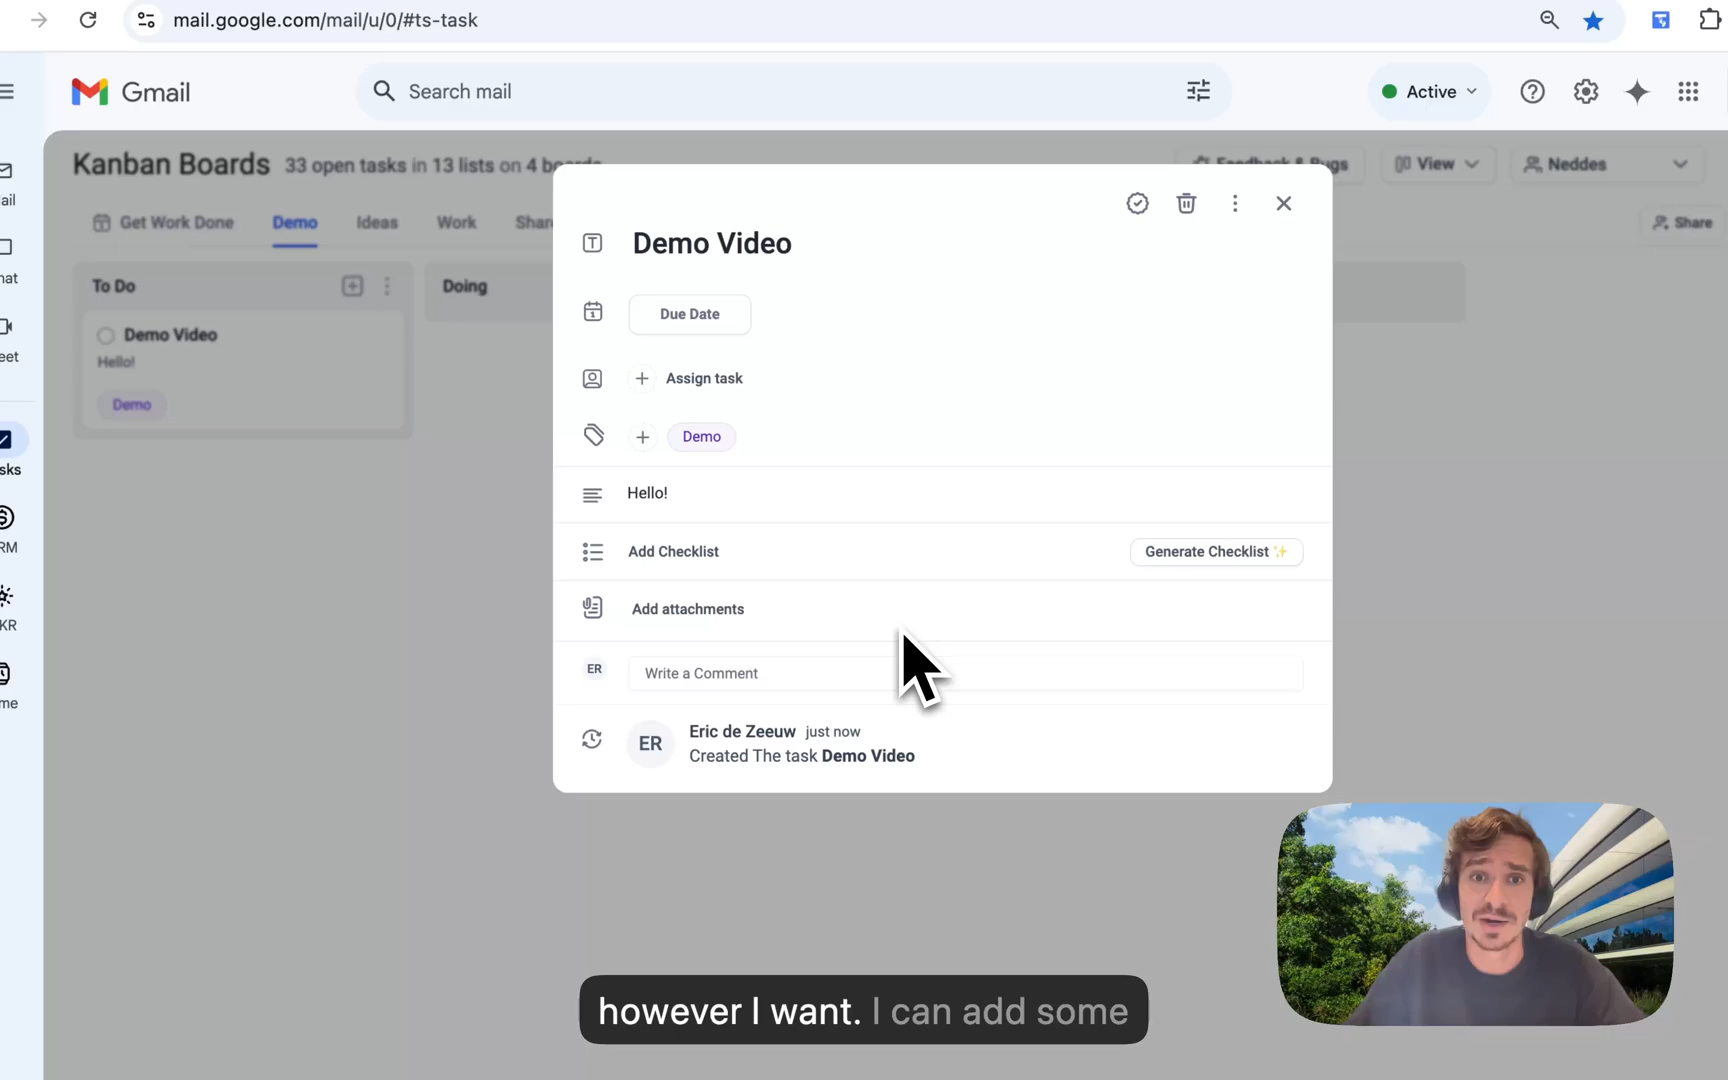 mail.google.com/mail/u/0/#ts-task
Gmail
Search mail
Active
Kanban Boards
33 open tasks in 13 lists on 4 boards
Feedback & Bugs
View
Neddes
Get Work Done
Demo
Ideas
Work
Shar
Share
To Do
Doing
Demo Video
Hello!
Demo
ail
hat
eet
sks
RM
KR
me
Demo Video
Due Date
Assign task
Demo
Hello!
Add Checklist
Generate Checklist ✨
Add attachments
ER
Write a Comment
ER
Eric de Zeeuw just now
Created The task Demo Video
however I want. I can add some